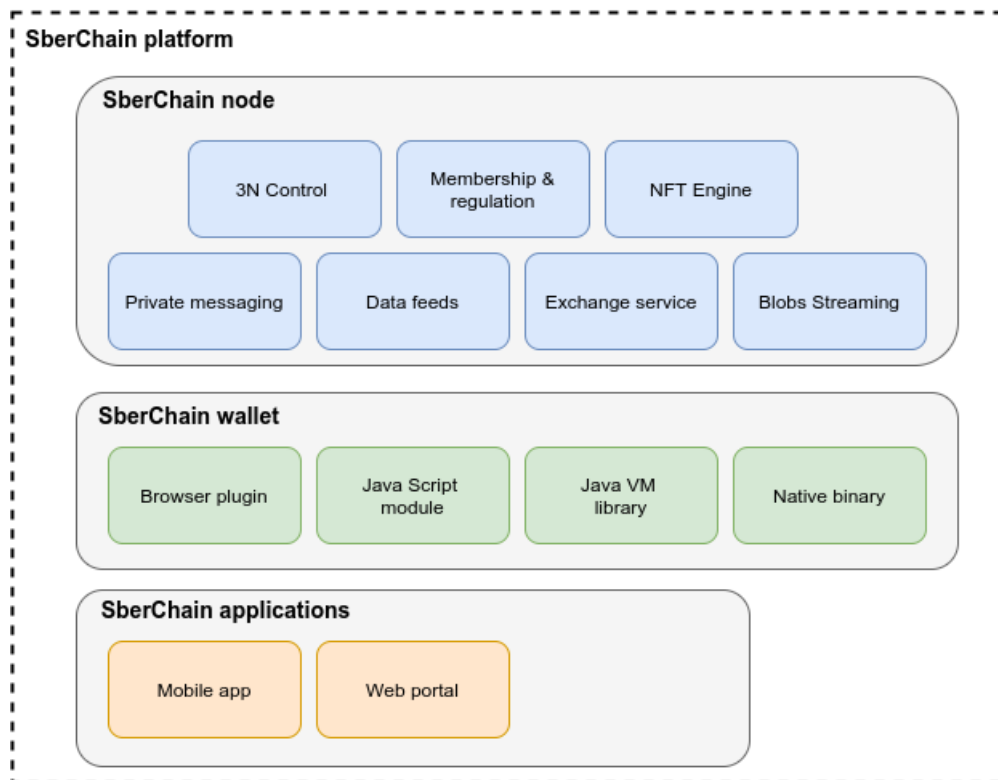 SberChain platform
SberChain node
3N Control
Membership &
regulation
NFT Engine
Private messaging
Data feeds
Exchange service
Blobs Streaming
SberChain wallet
Browser plugin
Java Script
module
Java VM
library
Native binary
SberChain applications
Mobile app
Web portal